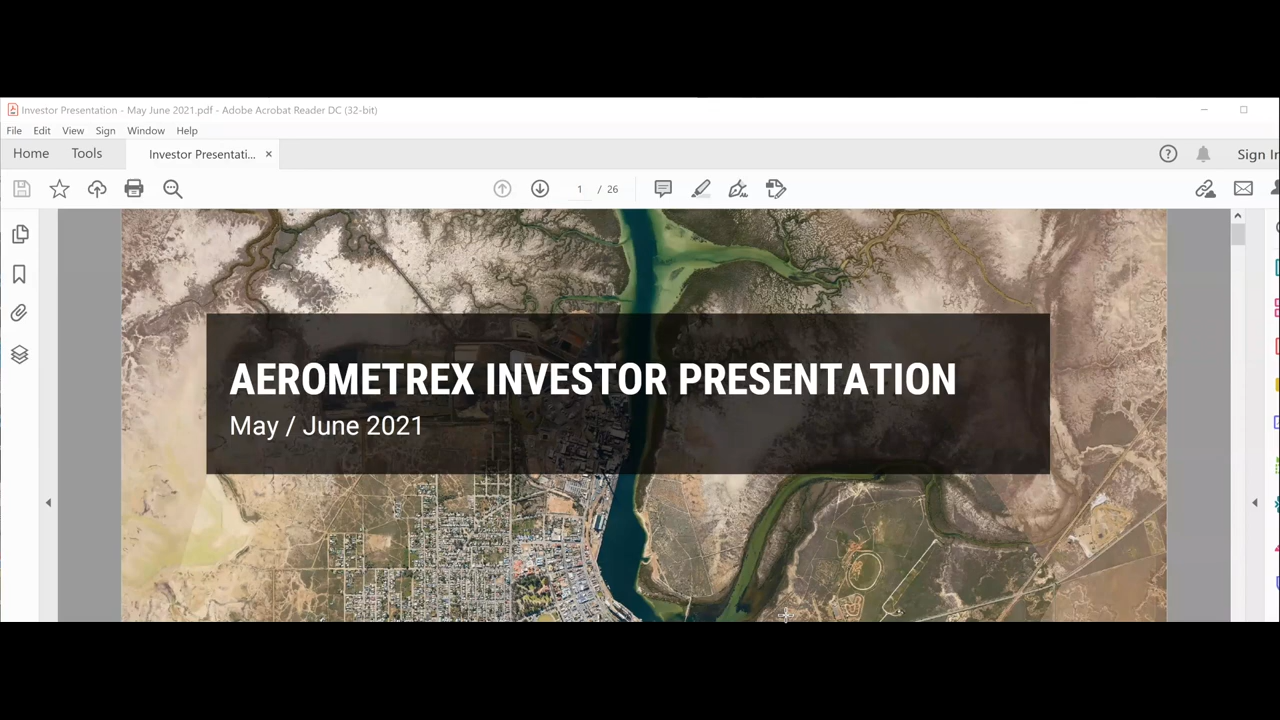 Investor Presentation - May June 2021.pdf - Adobe Acrobat Reader DC (32-bit)
File Edit View Sign Window Help
Home Tools Investor Presentati... × Sign In
1 / 26
AEROMETREX INVESTOR PRESENTATION
May / June 2021